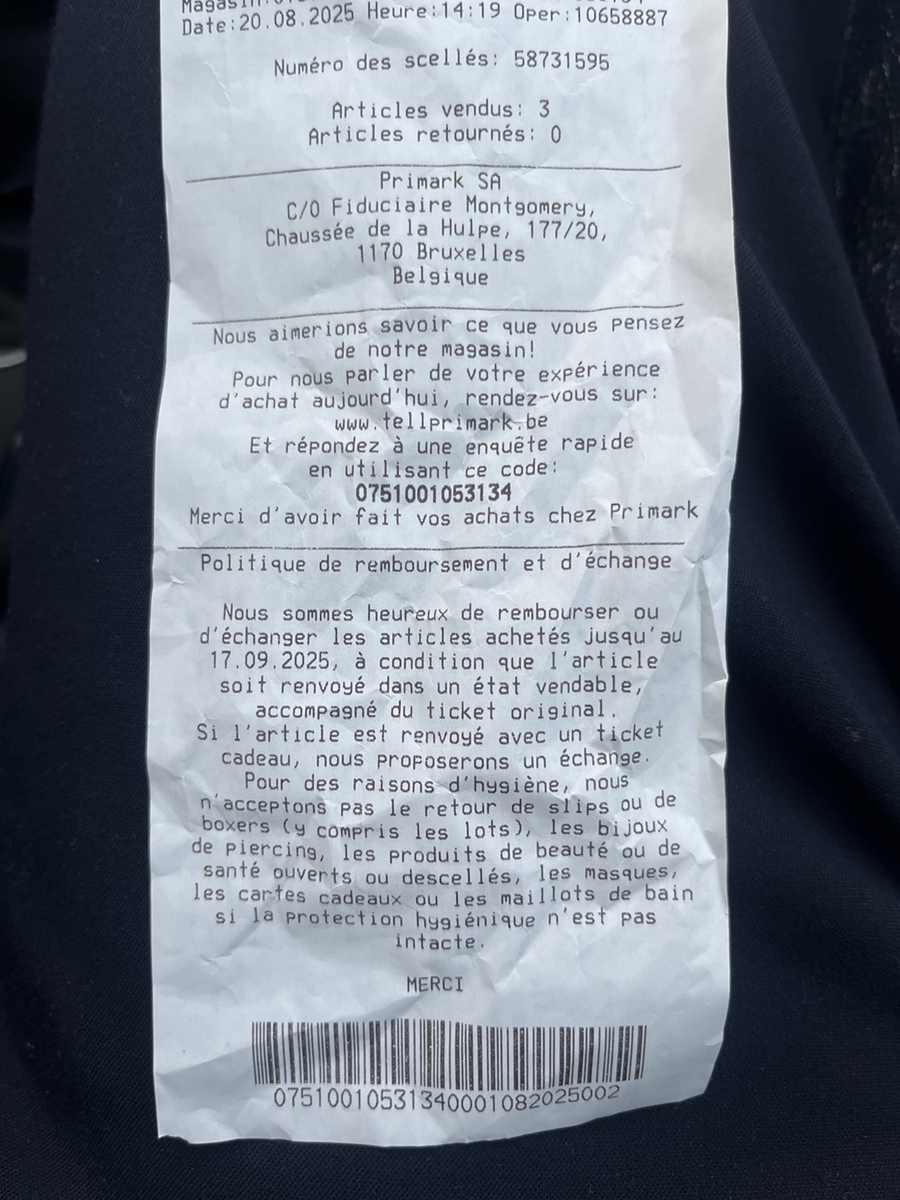 Date:20.08.2025 Heure:14:19 Oper:10658887
Numéro des scellés: 58731595
Articles vendus: 3
Articles retournés: 0
Primark SA
C/O Fiduciaire Montgomery,
Chaussée de la Hulpe, 177/20,
1170 Bruxelles
Belgique
Nous aimerions savoir ce que vous pensez
de notre magasin!
Pour nous parler de votre expérience
d'achat aujourd'hui, rendez-vous sur:
www.tellprimark.be
Et répondez à une enquête rapide
en utilisant ce code:
0751001053134
Merci d'avoir fait vos achats chez Primark
Politique de remboursement et d'échange
Nous sommes heureux de rembourser ou
d'échanger les articles achetés jusqu'au
17.09.2025, à condition que l'article
soit renvoyé dans un état vendable,
accompagné du ticket original.
Si l'article est renvoyé avec un ticket
cadeau, nous proposerons un échange.
Pour des raisons d'hygiène, nous
n'acceptons pas le retour de slips ou de
boxers (y compris les lots), les bijoux
de piercing, les produits de beauté ou de
santé ouverts ou descellés, les masques,
les cartes cadeaux ou les maillots de bain
si la protection hygiénique n'est pas
intacte.
MERCI
0751001053134000108​2025002